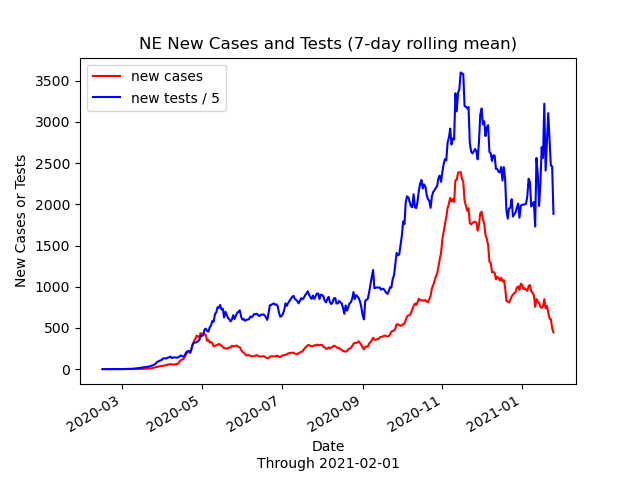 NE New Cases and Tests (7-day rolling mean)
new cases
new tests / 5
New Cases or Tests
3500
3000
2500
2000
1500
1000
500
0
2020-03
2020-05
2020-07
2020-09
2020-11
2021-01
Date
Through 2021-02-01